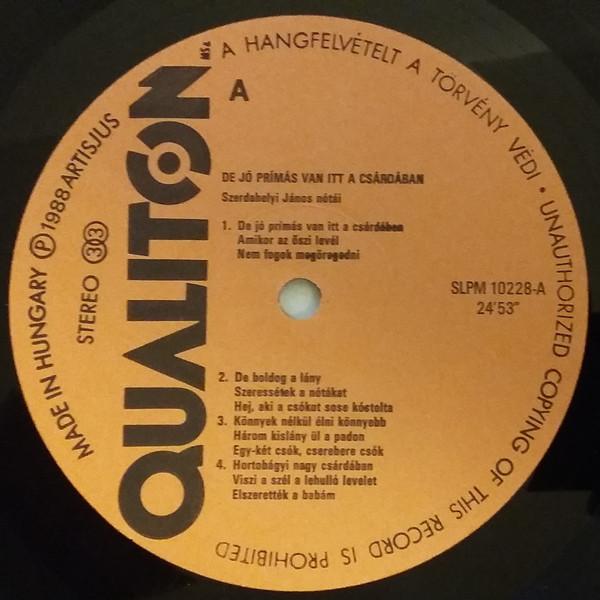 A HANGFELVÉTELT A TÖRVÉNY VÉDI • UNAUTHORIZED COPYING OF THIS RECORD IS PROHIBITED
MADE IN HUNGARY Ⓟ 1988 ARTISJUS
STEREO 33
QUALITON
A
DE JÓ PRÍMÁS VAN ITT A CSÁRDÁBAN
Szerdahelyi János nótái
1. De jó prímás van itt a csárdában
Amikor az őszi levél
Nem fogok megöregedni
SLPM 10228-A
24'53"
2. De boldog a lány
Szeressétek a nótákat
Hej, aki a csókot sose kóstolta
3. Könnyek nélkül élni könnyebb
Három kislány ül a padon
Egy-két csók, cserebere csók
4. Hortobágyi nagy csárdában
Viszi a szél a lehulló levelet
Elszerették a babám